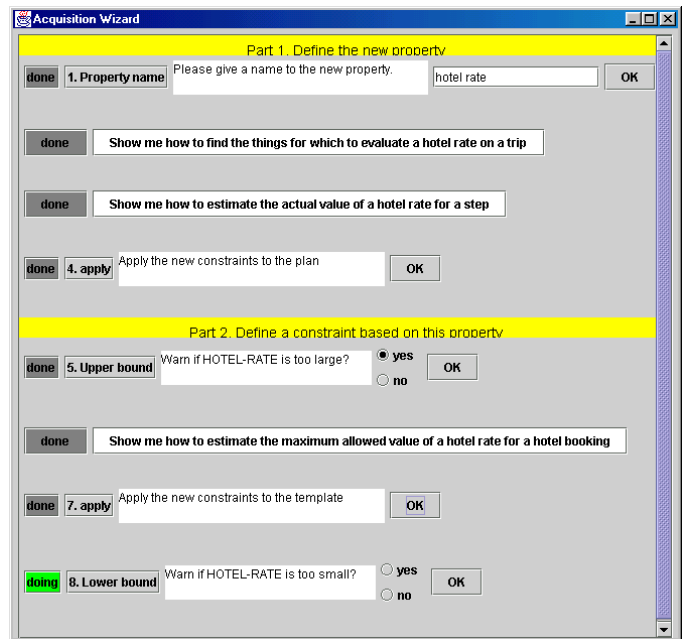 Acquisition Wizard
Part 1. Define the new property
done 1. Property name Please give a name to the new property. hotel rate OK
done Show me how to find the things for which to evaluate a hotel rate on a trip
done Show me how to estimate the actual value of a hotel rate for a step
done 4. apply Apply the new constraints to the plan OK
Part 2. Define a constraint based on this property
done 5. Upper bound Warn if HOTEL-RATE is too large? yes OK
no
done Show me how to estimate the maximum allowed value of a hotel rate for a hotel booking
done 7. apply Apply the new constraints to the template OK
doing 8. Lower bound Warn if HOTEL-RATE is too small? yes OK
no